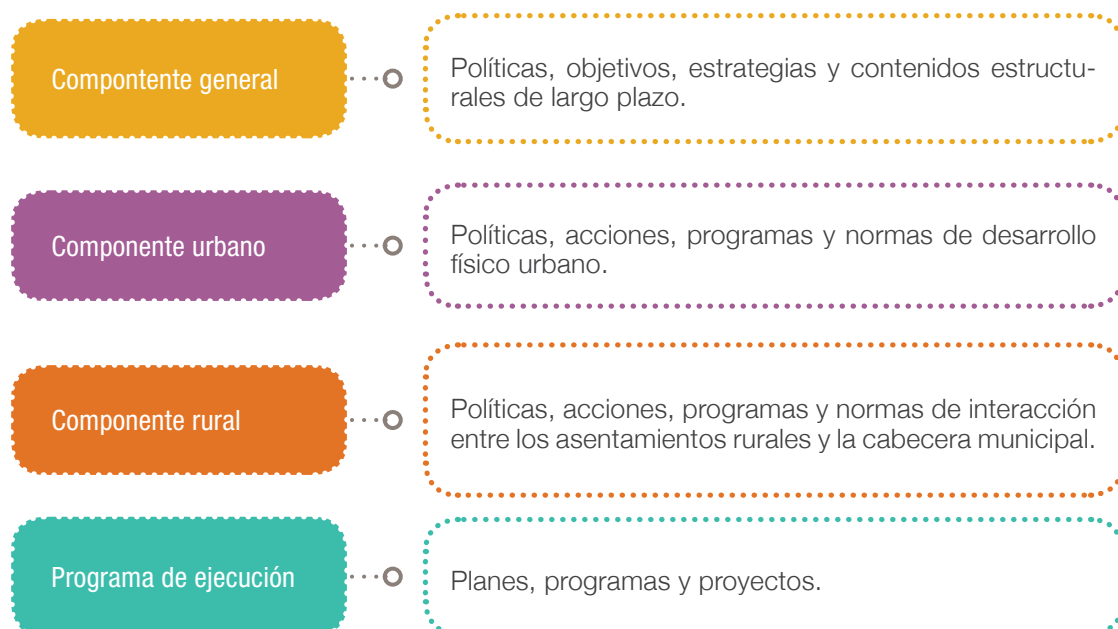 Compontente general
Políticas, objetivos, estrategias y contenidos estructu-
rales de largo plazo.
Componente urbano
Políticas, acciones, programas y normas de desarrollo
físico urbano.
Componente rural
Políticas, acciones, programas y normas de interacción
entre los asentamientos rurales y la cabecera municipal.
Programa de ejecución
Planes, programas y proyectos.